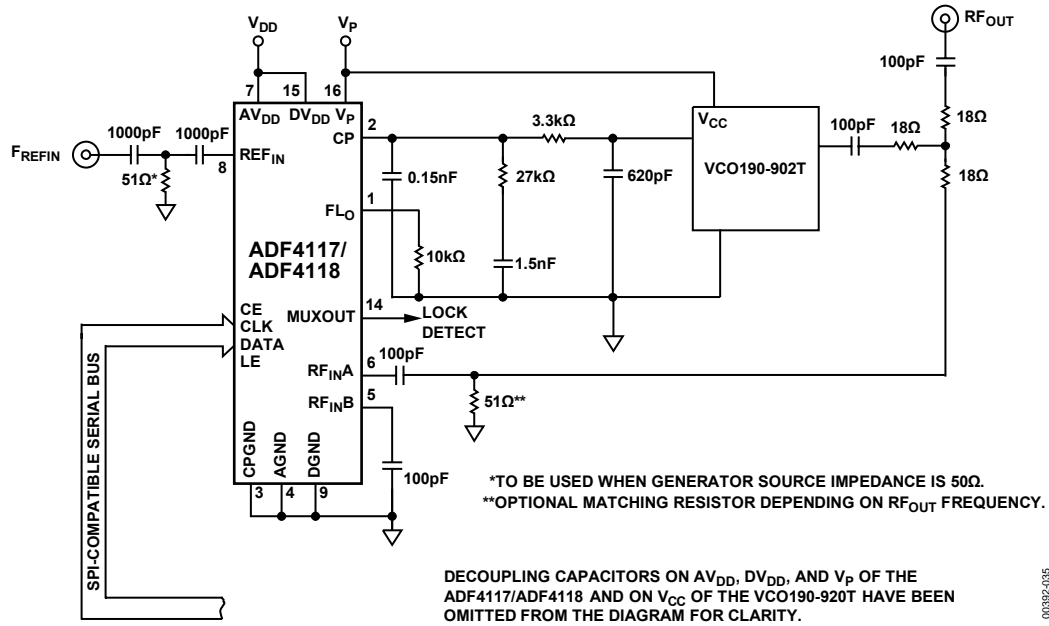 RFOUT
VDD
VP
100pF
7
15
16
AVDD
DVDD
VP
2
3.3kΩ
VCC
100pF
18Ω
18Ω
1000pF
1000pF
CP
FREFIN
REFIN
8
VCO190-902T
18Ω
51Ω*
0.15nF
27kΩ
620pF
1
FLO
ADF4117/
ADF4118
10kΩ
1.5nF
CE
CLK
DATA
LE
MUXOUT
14
LOCK
DETECT
100pF
6
RFINA
5
RFINB
51Ω**
SPI-COMPATIBLE SERIAL BUS
CPGND
AGND
DGND
100pF
3
4
9
*TO BE USED WHEN GENERATOR SOURCE IMPEDANCE IS 50Ω.
**OPTIONAL MATCHING RESISTOR DEPENDING ON RFOUT FREQUENCY.
DECOUPLING CAPACITORS ON AVDD, DVDD, AND VP OF THE
ADF4117/ADF4118 AND ON VCC OF THE VCO190-920T HAVE BEEN
OMITTED FROM THE DIAGRAM FOR CLARITY.
00392-035